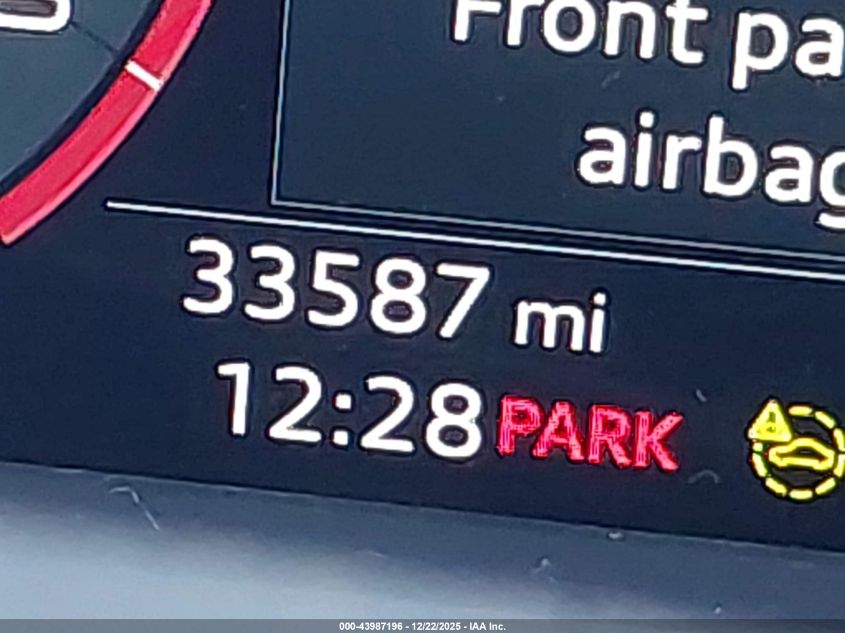 Front pa
airbag
33587 mi
12:28 PARK
000-43987196 - 12/22/2025 - IAA Inc.